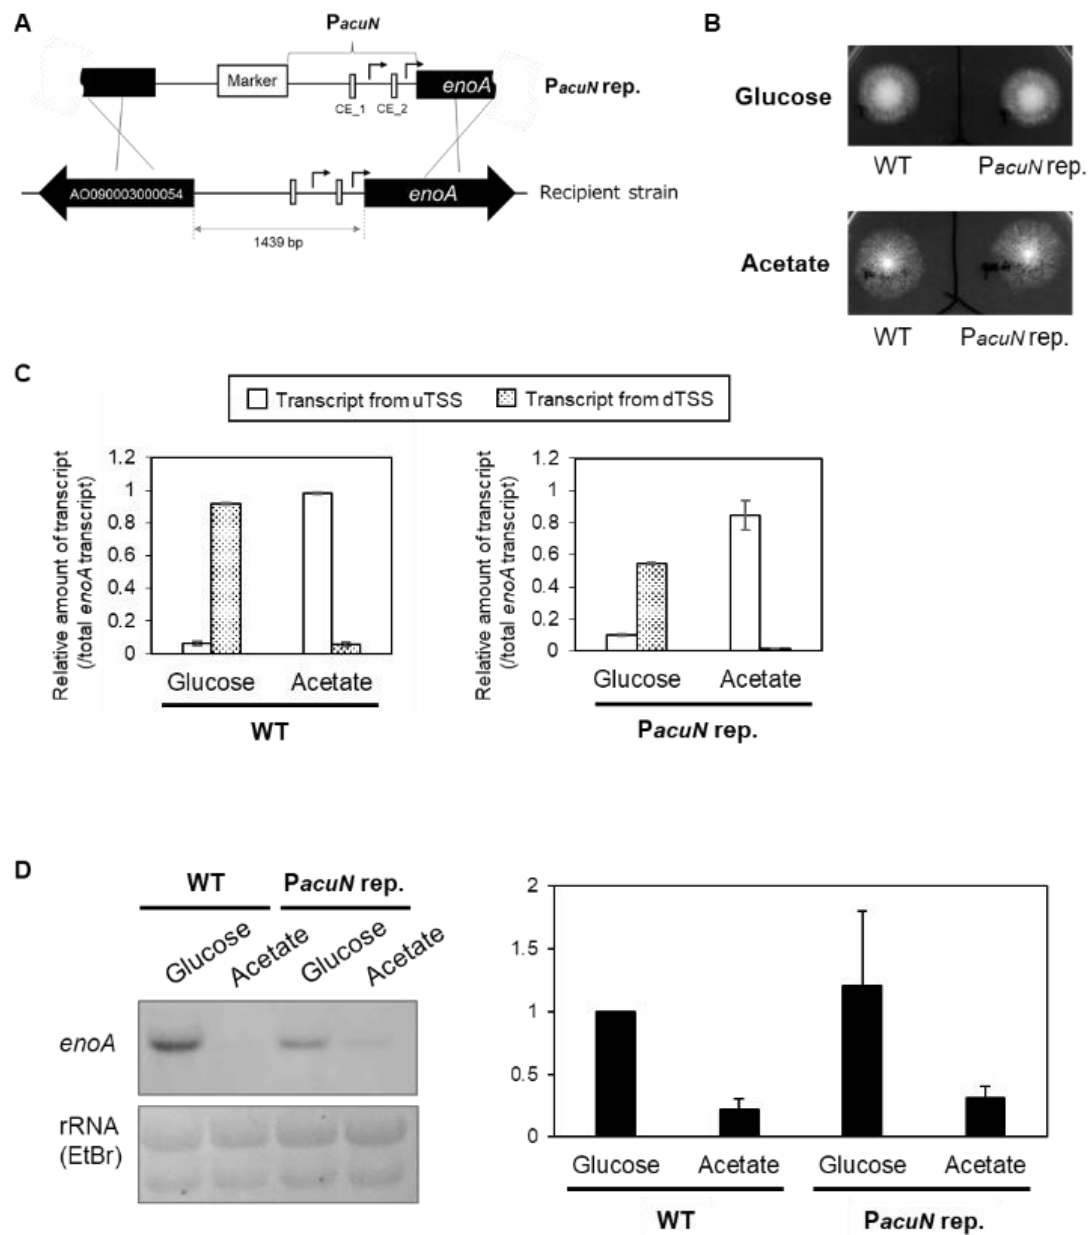 A
PacuN
Marker
enoA
CE_1
CE_2
PacuN rep.
AO090003000054
enoA
Recipient strain
1439 bp
B
Glucose
WT
PacuN rep.
Acetate
WT
PacuN rep.
C
Transcript from uTSS
Transcript from dTSS
Relative amount of transcript
(/total enoA transcript)
1.2
1
0.8
0.6
0.4
0.2
0
Glucose
Acetate
WT
Relative amount of transcript
(/total enoA transcript)
1.2
1
0.8
0.6
0.4
0.2
0
Glucose
Acetate
PacuN rep.
D
WT
PacuN rep.
Glucose
Acetate
Glucose
Acetate
enoA
rRNA
(EtBr)
2
1.5
1
0.5
0
Glucose
Acetate
Glucose
Acetate
WT
PacuN rep.